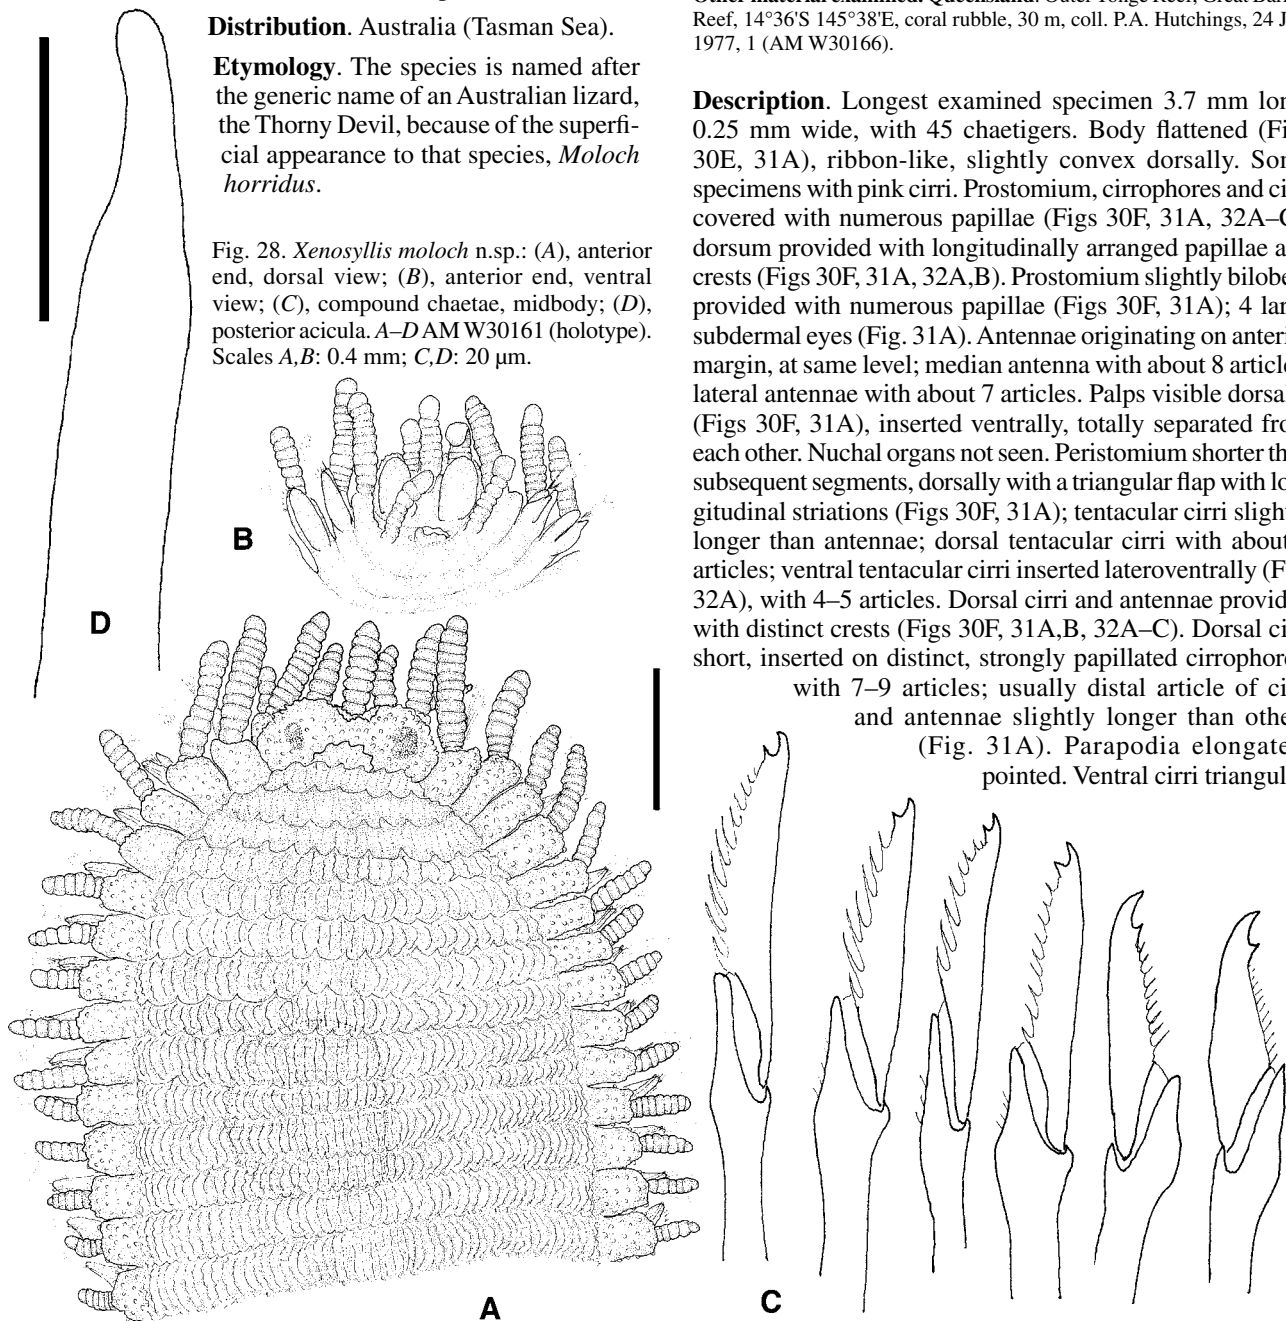 Distribution. Australia (Tasman Sea).
Etymology. The species is named after
the generic name of an Australian lizard,
the Thorny Devil, because of the superfi-
cial appearance to that species, Moloch
horridus.
Fig. 28. Xenosyllis moloch n.sp.: (A), anterior
end, dorsal view; (B), anterior end, ventral
view; (C), compound chaetae, midbody; (D),
posterior acicula. A–D AM W30161 (holotype).
Scales A,B: 0.4 mm; C,D: 20 µm.
B
D
A
C
Reef, 14°36'S 145°38'E, coral rubble, 30 m, coll. P.A. Hutchings, 24 J
1977, 1 (AM W30166).
Description. Longest examined specimen 3.7 mm lon
0.25 mm wide, with 45 chaetigers. Body flattened (Fi
30E, 31A), ribbon-like, slightly convex dorsally. Som
specimens with pink cirri. Prostomium, cirrophores and ci
covered with numerous papillae (Figs 30F, 31A, 32A–C
dorsum provided with longitudinally arranged papillae a
crests (Figs 30F, 31A, 32A,B). Prostomium slightly bilobe
provided with numerous papillae (Figs 30F, 31A); 4 lar
subdermal eyes (Fig. 31A). Antennae originating on anteri
margin, at same level; median antenna with about 8 article
lateral antennae with about 7 articles. Palps visible dorsal
(Figs 30F, 31A), inserted ventrally, totally separated fro
each other. Nuchal organs not seen. Peristomium shorter th
subsequent segments, dorsally with a triangular flap with lo
gitudinal striations (Figs 30F, 31A); tentacular cirri slight
longer than antennae; dorsal tentacular cirri with about
articles; ventral tentacular cirri inserted lateroventrally (F
32A), with 4–5 articles. Dorsal cirri and antennae provid
with distinct crests (Figs 30F, 31A,B, 32A–C). Dorsal ci
short, inserted on distinct, strongly papillated cirrophor
with 7–9 articles; usually distal article of ci
and antennae slightly longer than othe
(Fig. 31A). Parapodia elongate
pointed. Ventral cirri triangul